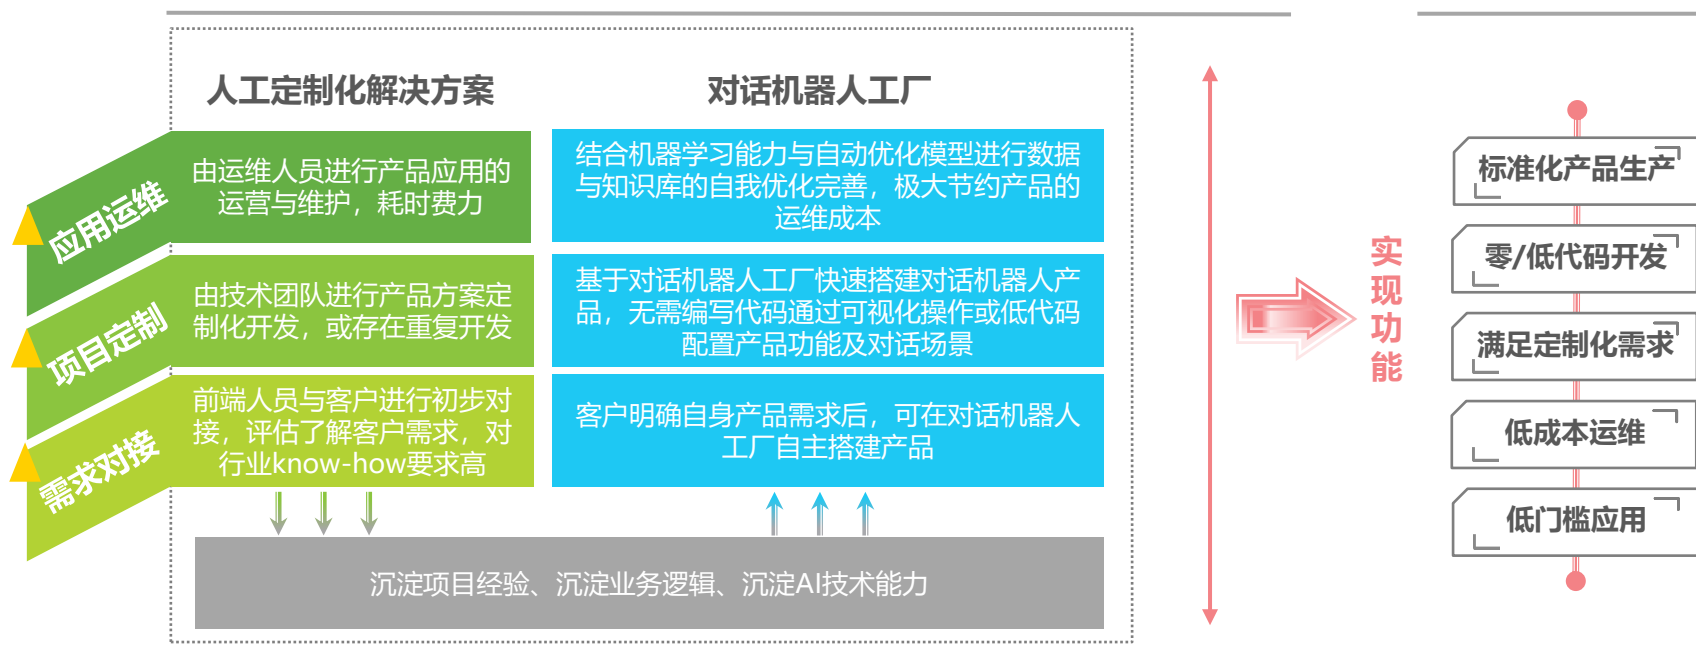 人工定制化解决方案
对话机器人工厂
应用运维
由运维人员进行产品应用的
运营与维护，耗时费力
结合机器学习能力与自动优化模型进行数据
与知识库的自我优化完善，极大节约产品的
运维成本
项目定制
由技术团队进行产品方案定
制化开发，或存在重复开发
基于对话机器人工厂快速搭建对话机器人产
品，无需编写代码通过可视化操作或低代码
配置产品功能及对话场景
需求对接
前端人员与客户进行初步对
接，评估了解客户需求，对
行业know-how要求高
客户明确自身产品需求后，可在对话机器人
工厂自主搭建产品
沉淀项目经验、沉淀业务逻辑、沉淀AI技术能力
实现功能
标准化产品生产
零/低代码开发
满足定制化需求
低成本运维
低门槛应用